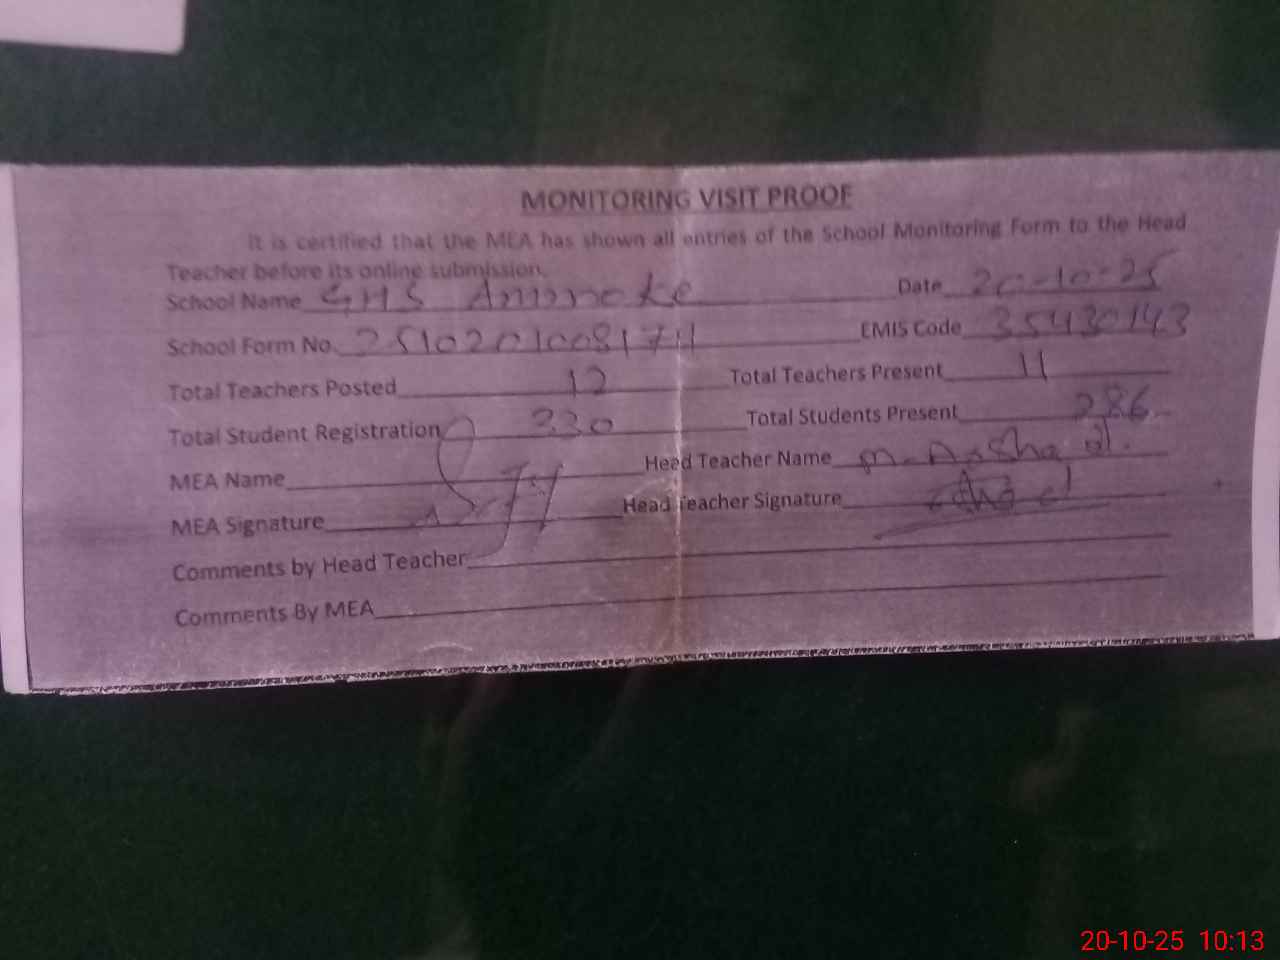 MONITORING VISIT PROOF
It is certified that the MEA has shown all entries of the School Monitoring Form to the Head
Teacher before its online submission.
School Name GHS Date 20-10-25
School Form No. EMIS Code 35430143
Total Teachers Posted 12 Total Teachers Present 11
Total Student Registration 330 Total Students Present 286
MEA Name Head Teacher Name M. Arshad.
MEA Signature Head Teacher Signature
Comments by Head Teacher
Comments By MEA
20-10-25 10:13